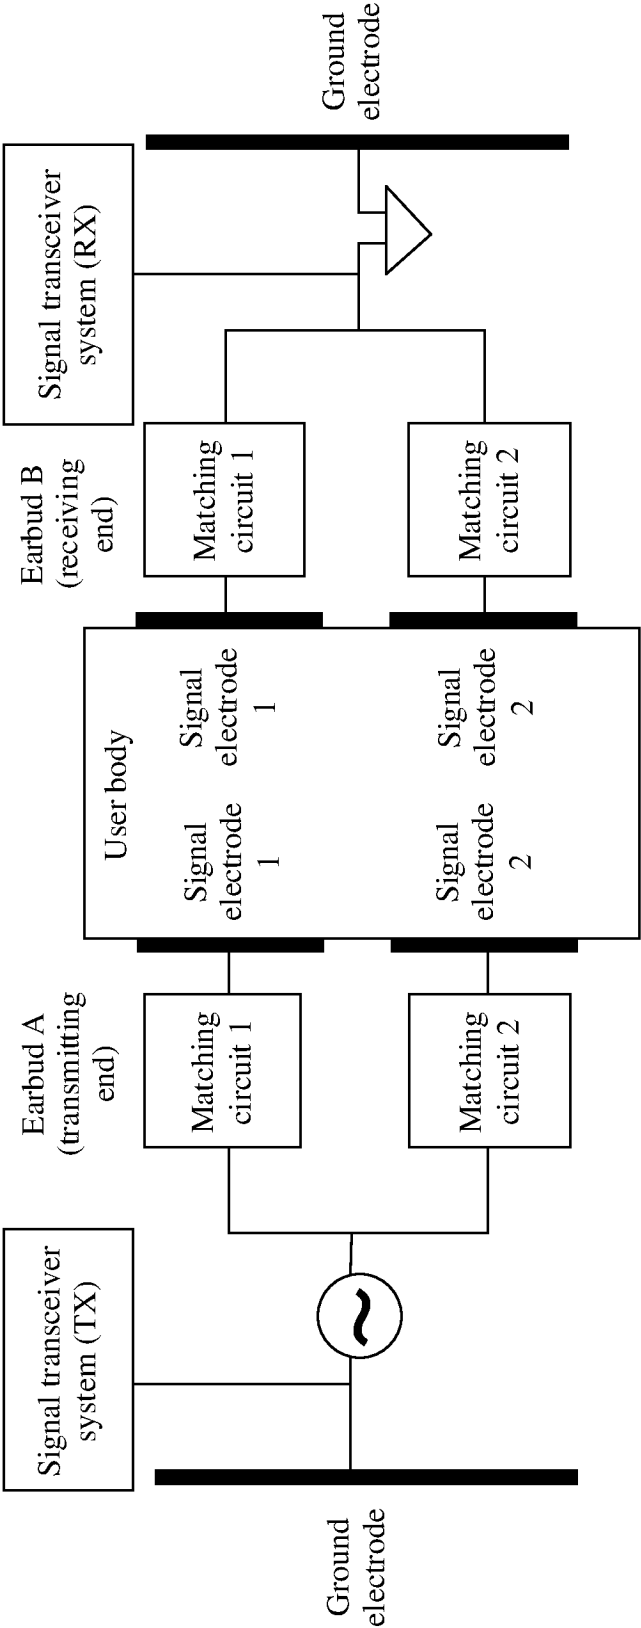 Earbud A
(transmitting
end)
Earbud B
(receiving
end)
Signal transceiver
system (TX)
Signal transceiver
system (RX)
User body
Matching
circuit 1
Signal
electrode
1
Signal
electrode
1
Matching
circuit 1
Ground
electrode
~
Ground
electrode
Matching
circuit 2
Signal
electrode
2
Signal
electrode
2
Matching
circuit 2